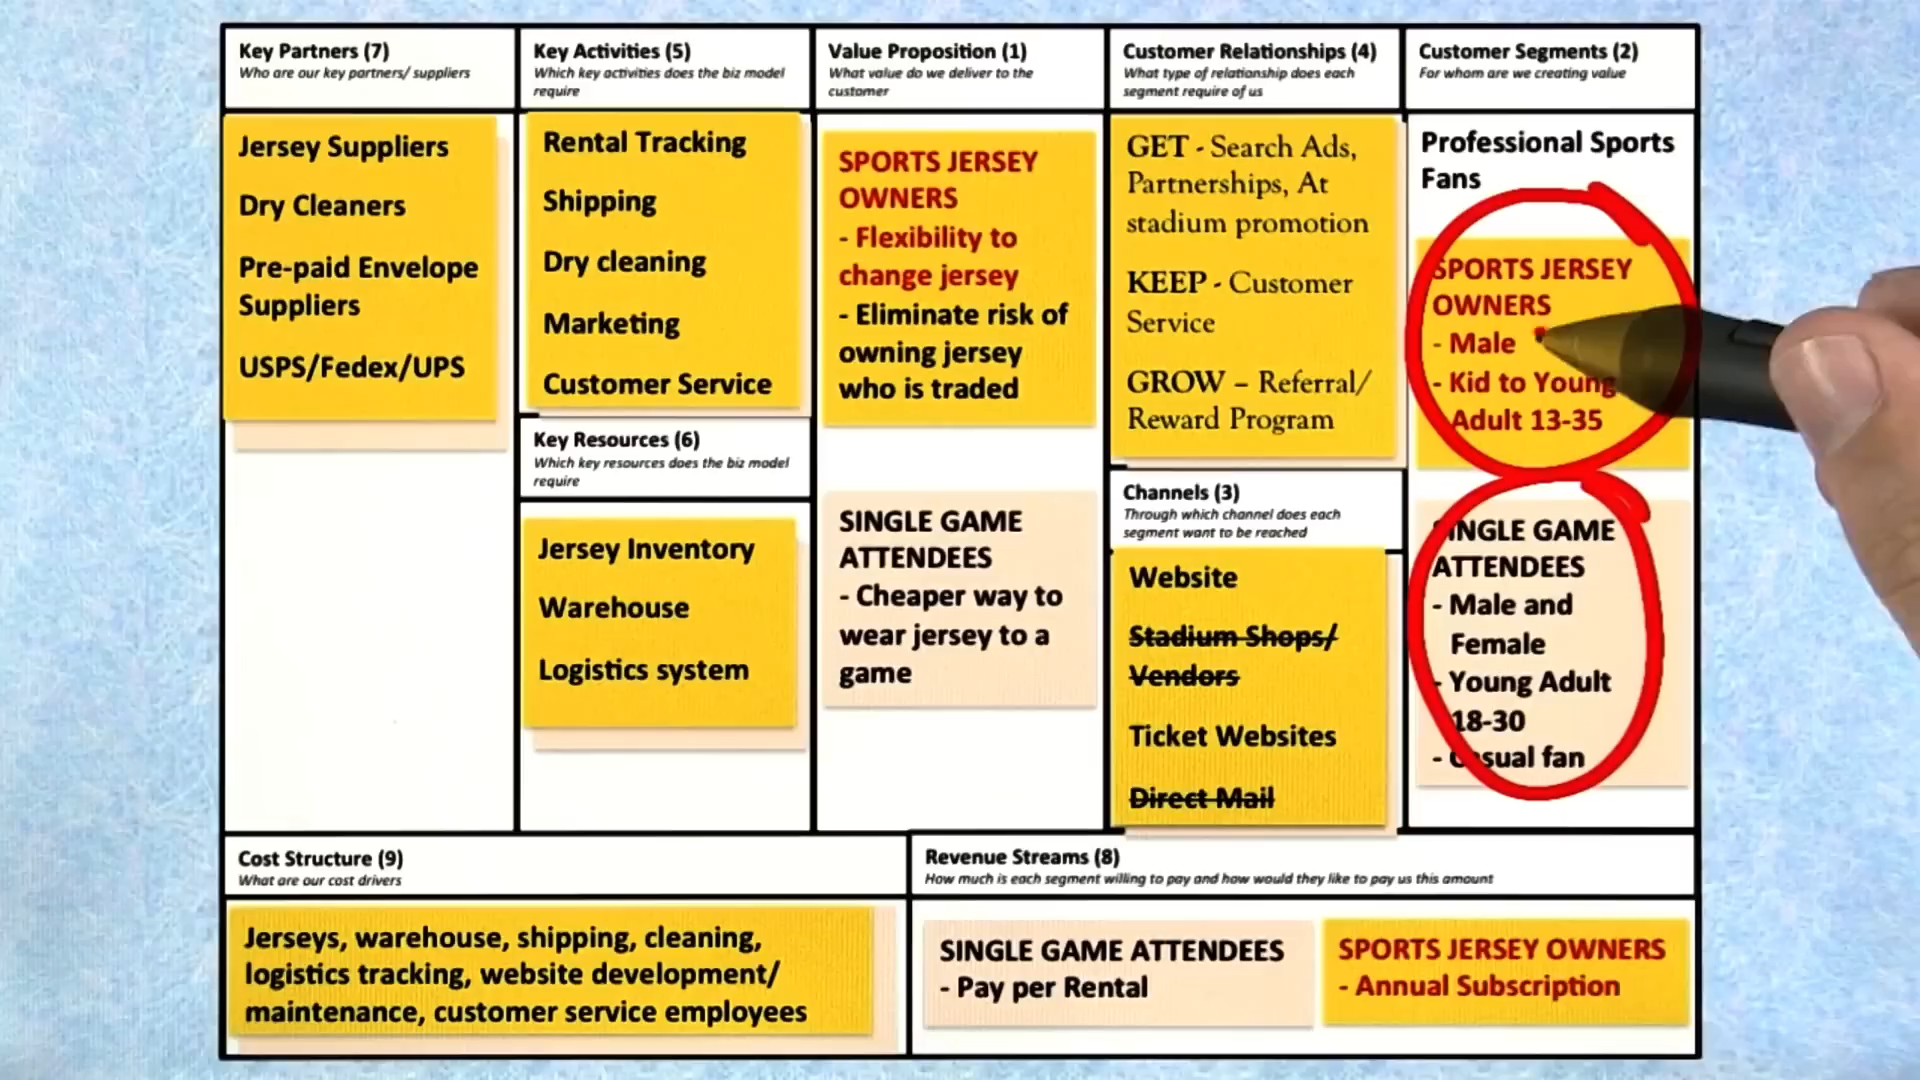 Key Partners (7)
Who are our key partners/ suppliers
Jersey Suppliers
Dry Cleaners
Pre-paid Envelope
Suppliers
USPS/Fedex/UPS
Key Activities (5)
Which key activities does the biz model
require
Rental Tracking
Shipping
Dry cleaning
Marketing
Customer Service
Key Resources (6)
Which key resources does the biz model
require
Jersey Inventory
Warehouse
Logistics system
Value Proposition (1)
What value do we deliver to the
customer
SPORTS JERSEY
OWNERS
- Flexibility to
change jersey
- Eliminate risk of
owning jersey
who is traded
SINGLE GAME
ATTENDEES
- Cheaper way to
wear jersey to a
game
Customer Relationships (4)
What type of relationship does each
segment require of us
GET - Search Ads,
Partnerships, At
stadium promotion
KEEP - Customer
Service
GROW – Referral/
Reward Program
Channels (3)
Through which channel does each
segment want to be reached
Website
Stadium Shops/
Vendors
Ticket Websites
Direct Mail
Customer Segments (2)
For whom are we creating value
Professional Sports
Fans
SPORTS JERSEY
OWNERS
- Male
- Kid to Young
Adult 13-35
SINGLE GAME
ATTENDEES
- Male and
Female
- Young Adult
18-30
- Casual fan
Cost Structure (9)
What are our cost drivers
Jerseys, warehouse, shipping, cleaning,
logistics tracking, website development/
maintenance, customer service employees
Revenue Streams (8)
How much is each segment willing to pay and how would they like to pay us this amount
SINGLE GAME ATTENDEES
- Pay per Rental
SPORTS JERSEY OWNERS
- Annual Subscription